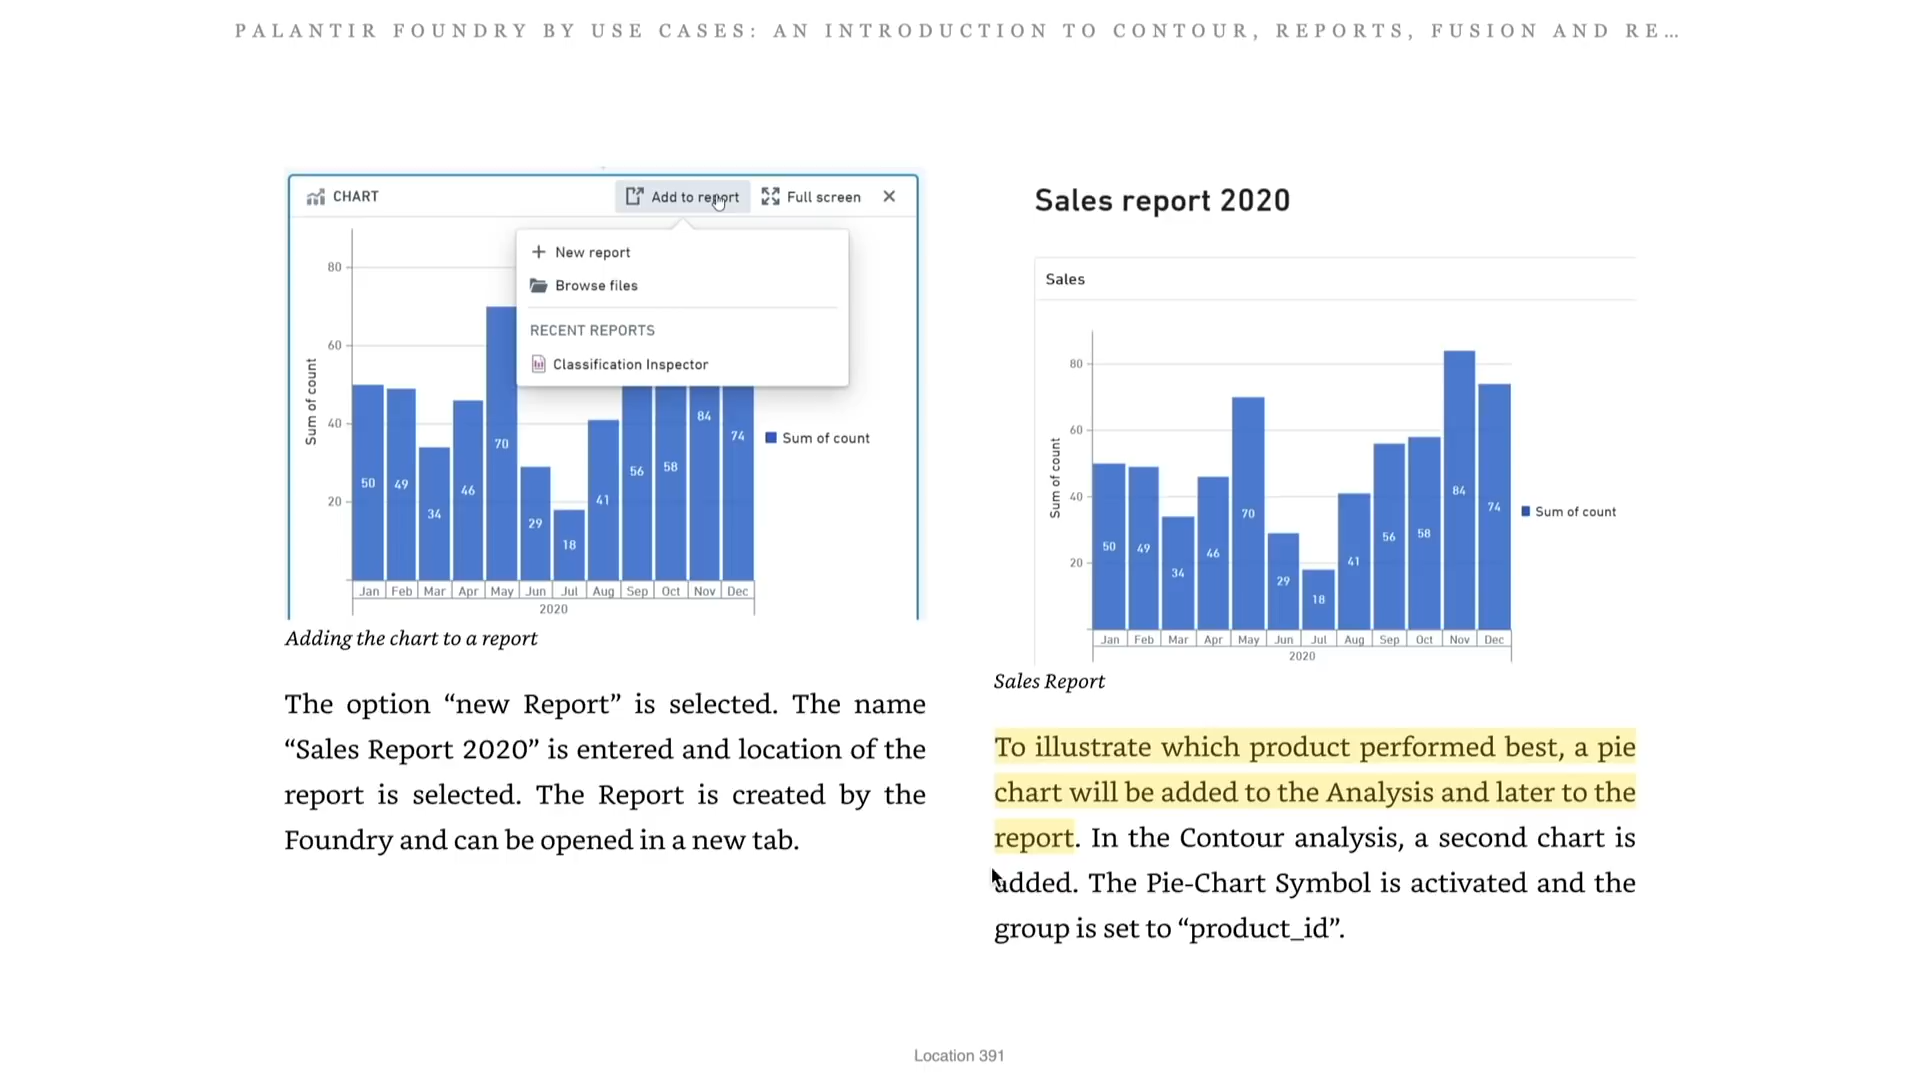 PALANTIR FOUNDRY BY USE CASES: AN INTRODUCTION TO CONTOUR, REPORTS, FUSION AND RE…
CHART
Add to report
Full screen
New report
Browse files
RECENT REPORTS
Classification Inspector
80
60
40
20
Sum of count
50
49
34
46
70
29
18
41
56
58
84
74
Sum of count
Jan Feb Mar Apr May Jun Jul Aug Sep Oct Nov Dec
2020
Adding the chart to a report
The option “new Report” is selected. The name
“Sales Report 2020” is entered and location of the
report is selected. The Report is created by the
Foundry and can be opened in a new tab.
Sales report 2020
Sales
80
60
40
20
Sum of count
50
49
34
46
70
29
18
41
56
58
84
74
Sum of count
Jan Feb Mar Apr May Jun Jul Aug Sep Oct Nov Dec
2020
Sales Report
To illustrate which product performed best, a pie
chart will be added to the Analysis and later to the
report. In the Contour analysis, a second chart is
added. The Pie-Chart Symbol is activated and the
group is set to “product_id”.
Location 391